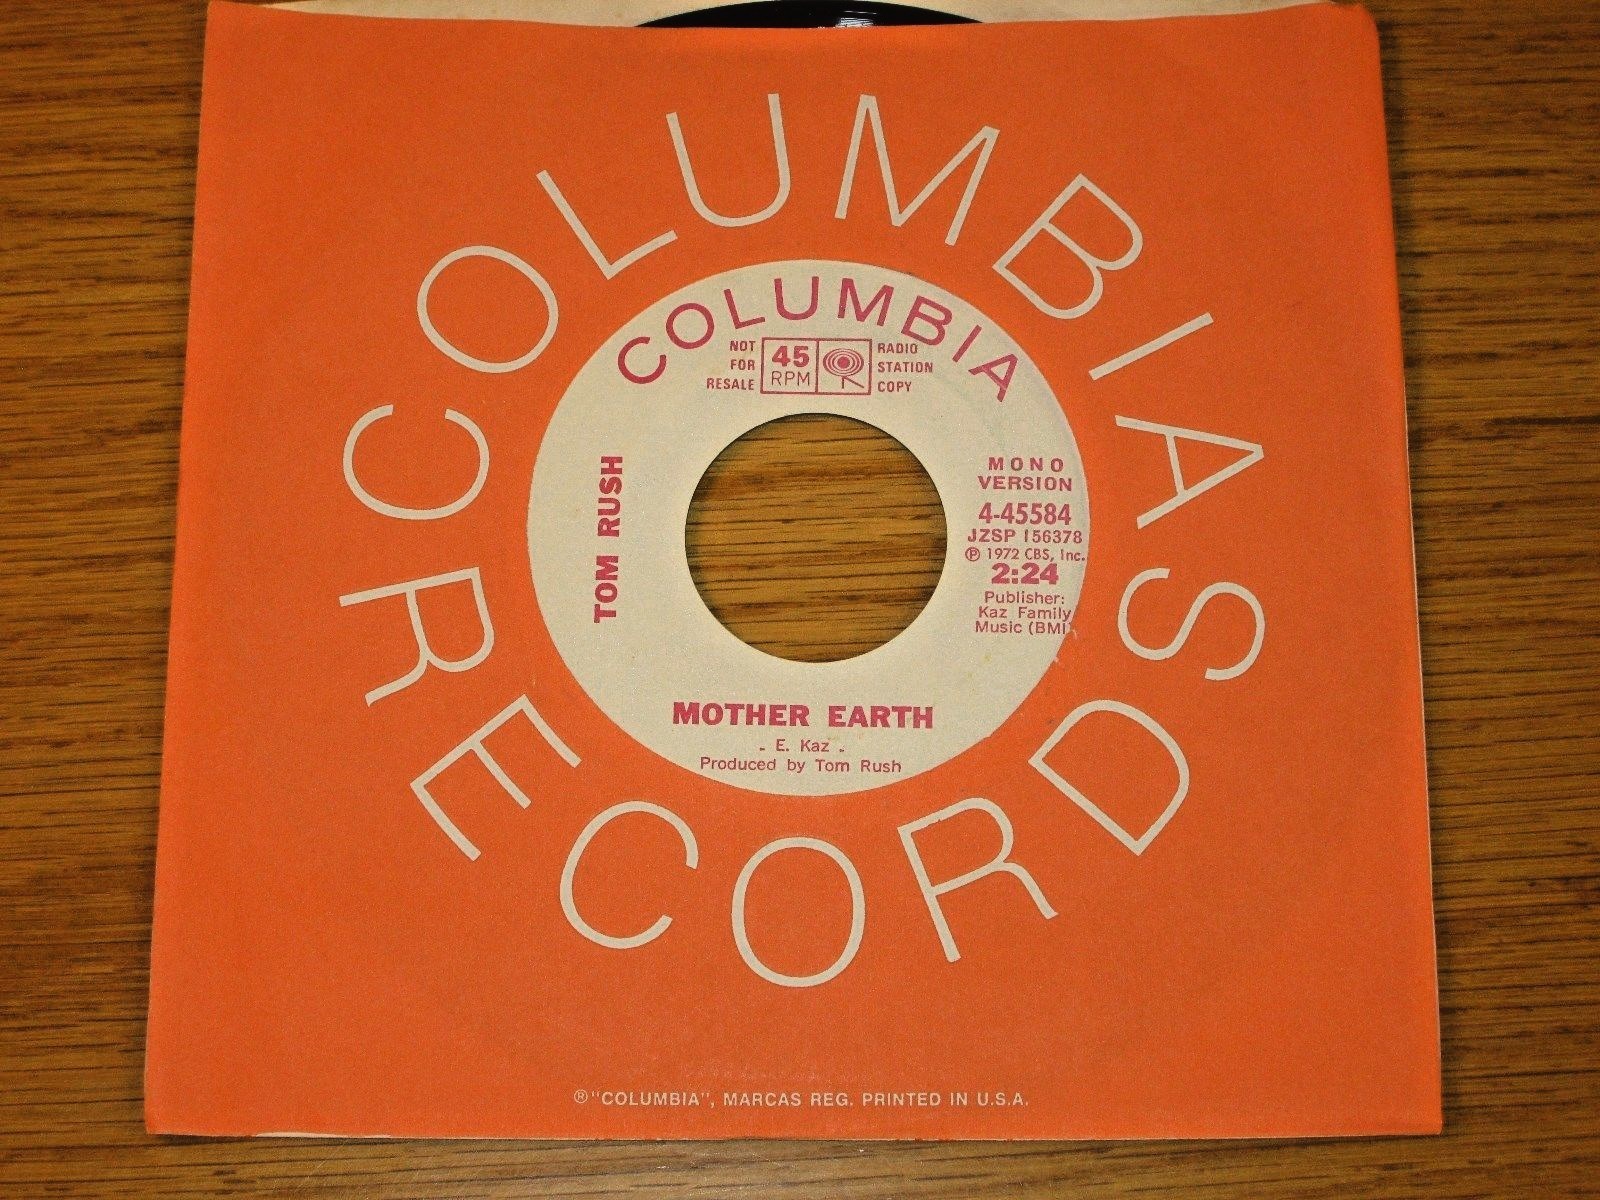 COLUMBIA
RECORDS
COLUMBIA
NOT
FOR
RESALE
45
RPM
RADIO
STATION
COPY
TOM RUSH
MONO
VERSION
4-45584
JZSP 156378
℗ 1972 CBS, Inc.
2:24
Publisher:
Kaz Family
Music (BMI)
MOTHER EARTH
- E. Kaz -
Produced by Tom Rush
®"COLUMBIA", MARCAS REG. PRINTED IN U.S.A.